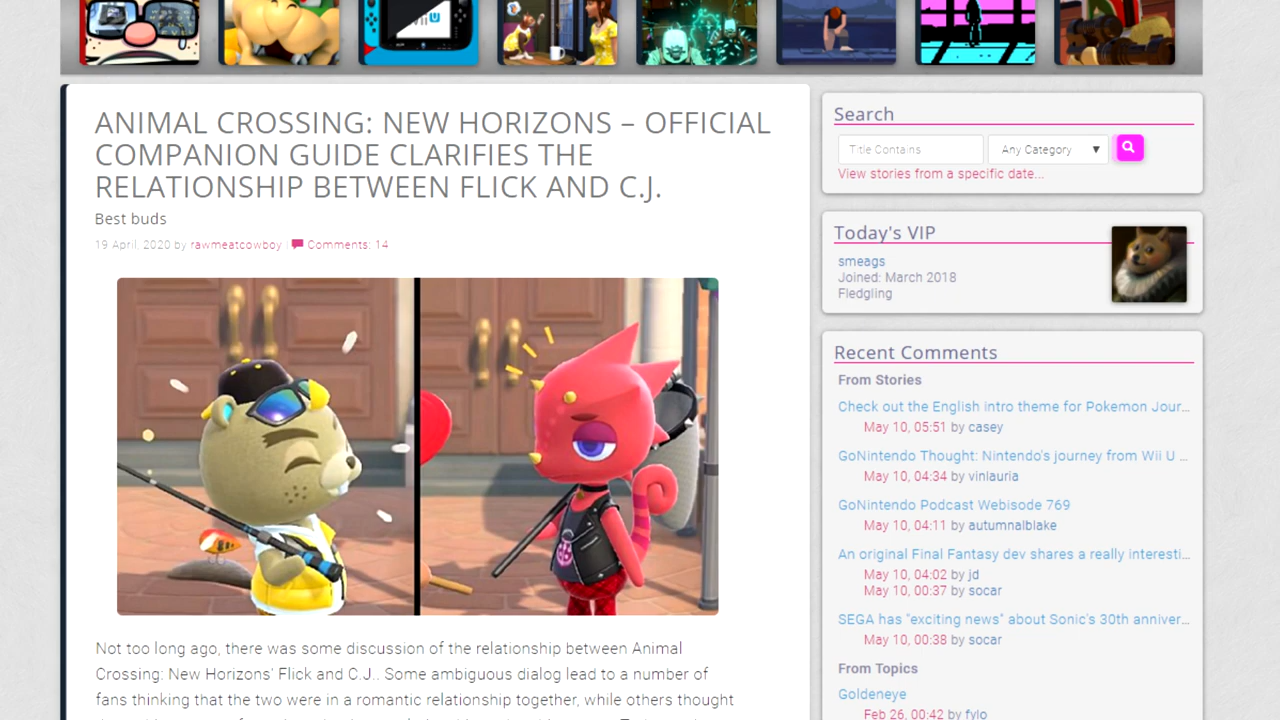 Wii U
ANIMAL CROSSING: NEW HORIZONS – OFFICIAL
COMPANION GUIDE CLARIFIES THE
RELATIONSHIP BETWEEN FLICK AND C.J.
Best buds
19 April, 2020 by rawmeatcowboy | Comments: 14
Not too long ago, there was some discussion of the relationship between Animal
Crossing: New Horizons' Flick and C.J.. Some ambiguous dialog lead to a number of
fans thinking that the two were in a romantic relationship together, while others thought
Search
Title Contains
Any Category ▼
View stories from a specific date...
Today's VIP
smeags
Joined: March 2018
Fledgling
Recent Comments
From Stories
Check out the English intro theme for Pokemon Jour...
May 10, 05:51 by casey
GoNintendo Thought: Nintendo's journey from Wii U ...
May 10, 04:34 by vinlauria
GoNintendo Podcast Webisode 769
May 10, 04:11 by autumnalblake
An original Final Fantasy dev shares a really interesti...
May 10, 04:02 by jd
May 10, 00:37 by socar
SEGA has "exciting news" about Sonic's 30th anniver...
May 10, 00:38 by socar
From Topics
Goldeneye
Feb 26, 00:42 by fylo